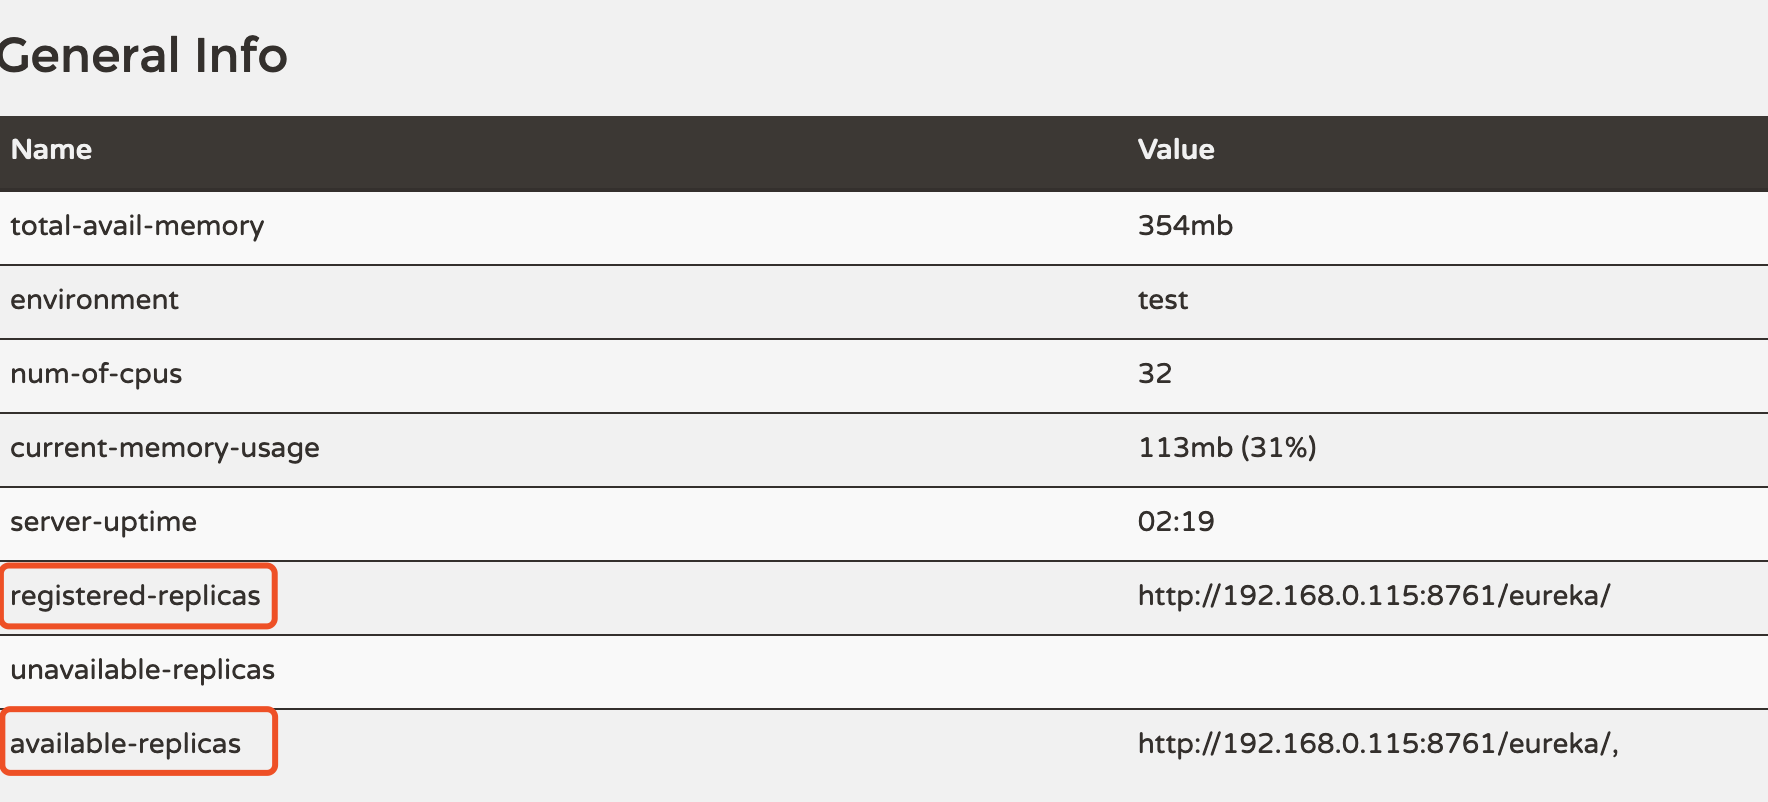 General Info
Name Value
total-avail-memory 354mb
environment test
num-of-cpus 32
current-memory-usage 113mb (31%)
server-uptime 02:19
registered-replicas http://192.168.0.115:8761/eureka/
unavailable-replicas
available-replicas http://192.168.0.115:8761/eureka/,